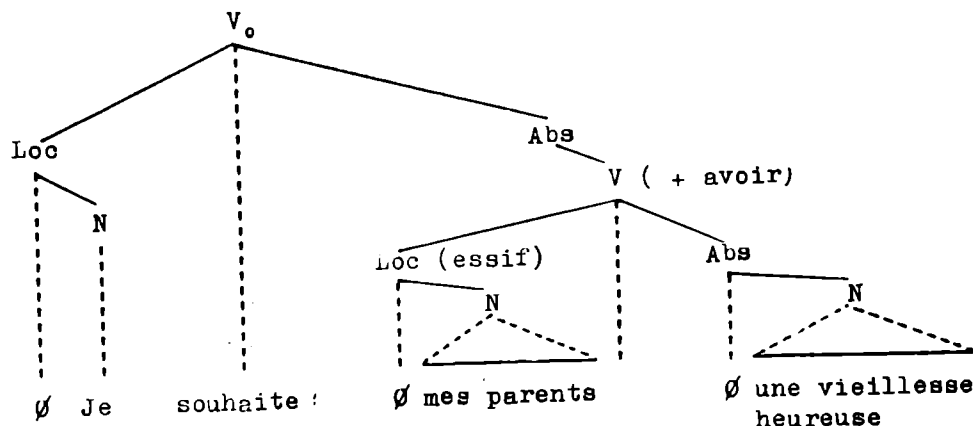 V₀
Loc
Abs
N
V ( + avoir)
Loc (essif)
Abs
N
N
Ø Je souhaite : Ø mes parents Ø une vieillesse
heureuse